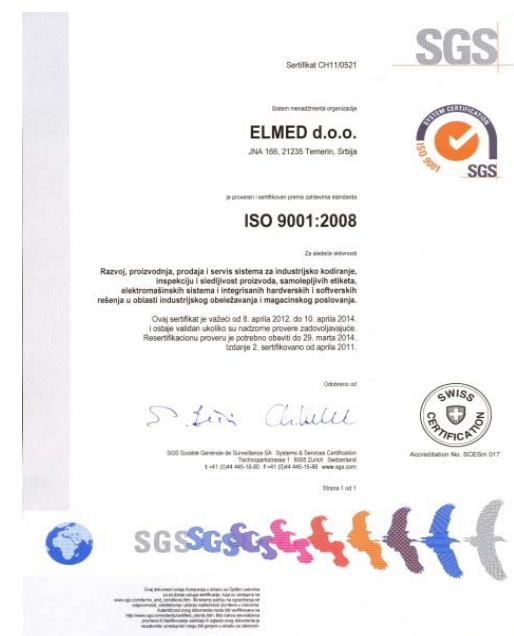 SGS
Sertifikat CH11/0521
Sistem menadžmenta organizacije
ELMED d.o.o.
JNA 166, 21235 Temerin, Srbija
SYSTEM CERTIFICATION
ISO 9001
SGS
je proveren i sertifikovan prema zahtevima standarda
ISO 9001:2008
Za sledeće aktivnosti
Razvoj, proizvodnja, prodaja i servis sistema za industrijsko kodiranje,
inspekciju i sledljivost proizvoda, samolepljivih etiketa,
elektromašinskih sistema i integrisanih hardverskih i softverskih
rešenja u oblasti industrijskog obeležavanja i magacinskog poslovanja.
Ovaj sertifikat je važeći od 8. aprila 2012. do 10. aprila 2014.
i ostaje validan ukoliko su nadzorne provere zadovoljavajuće.
Resertifikacionu proveru je potrebno obaviti do 29. marta 2014.
Izdanje 2. sertifikovano od aprila 2011.
Odobreno od
SWISS
CERTIFICATION
Accreditation No. SCESm 017
SGS Société Générale de Surveillance SA Systems & Services Certification
Technoparkstrasse 1 8005 Zurich Switzerland
t +41 (0)44 445-16-80 f +41 (0)44 445-16-88 www.sgs.com
Strana 1 od 1
SGSSGSGS